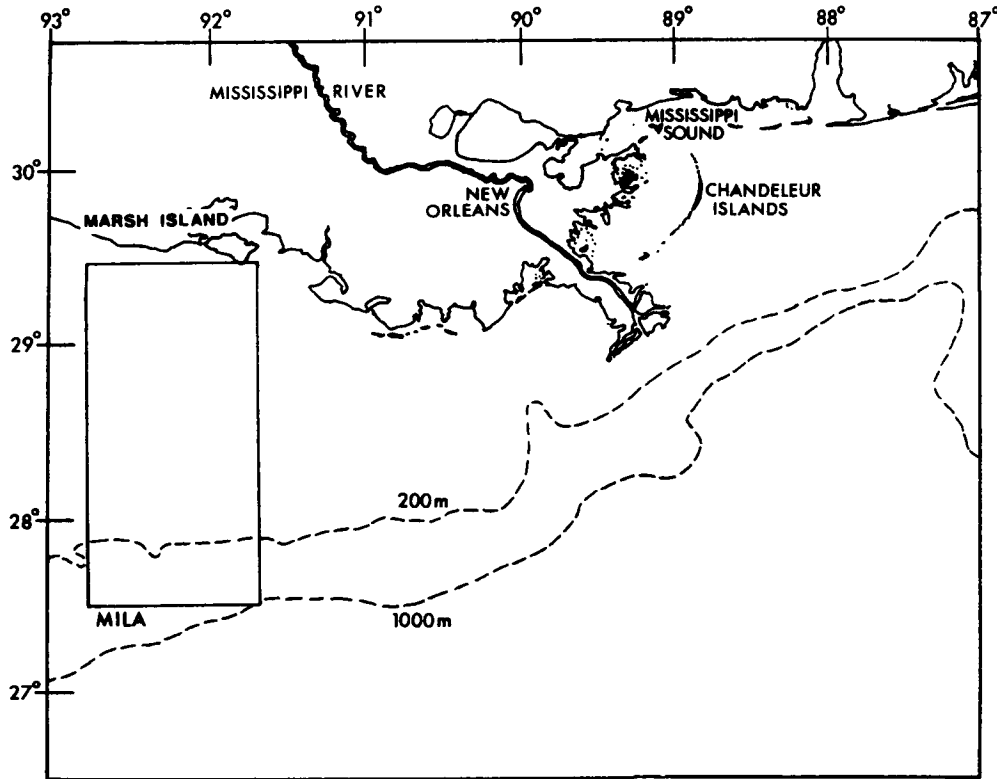 93° 92° 91° 90° 89° 88° 87°
MISSISSIPPI RIVER
MISSISSIPPI
SOUND
30°
NEW
ORLEANS
CHANDELEUR
ISLANDS
MARSH ISLAND
29°
200m
28°
MILA
1000m
27°